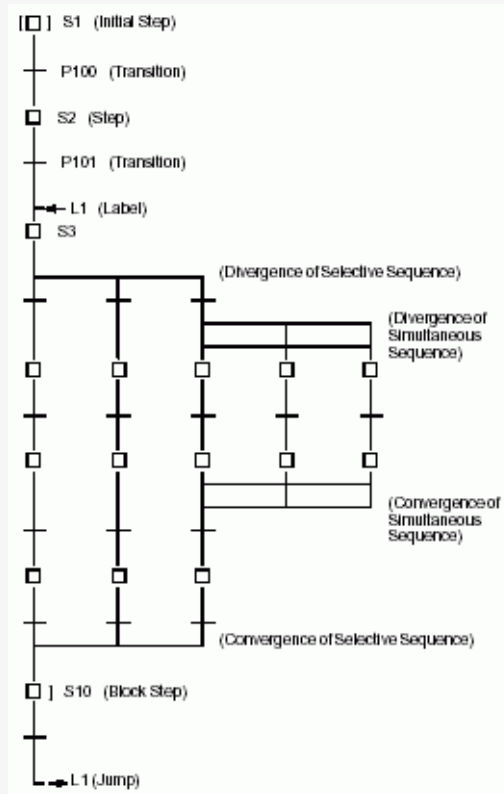 [ ] S1 (Initial Step)
P100 (Transition)
S2 (Step)
P101 (Transition)
L1 (Label)
S3
(Divergence of Selective Sequence)
(Divergence of
Simultaneous
Sequence)
(Convergence of
Simultaneous
Sequence)
(Convergence of Selective Sequence)
] S10 (Block Step)
L1 (Jump)